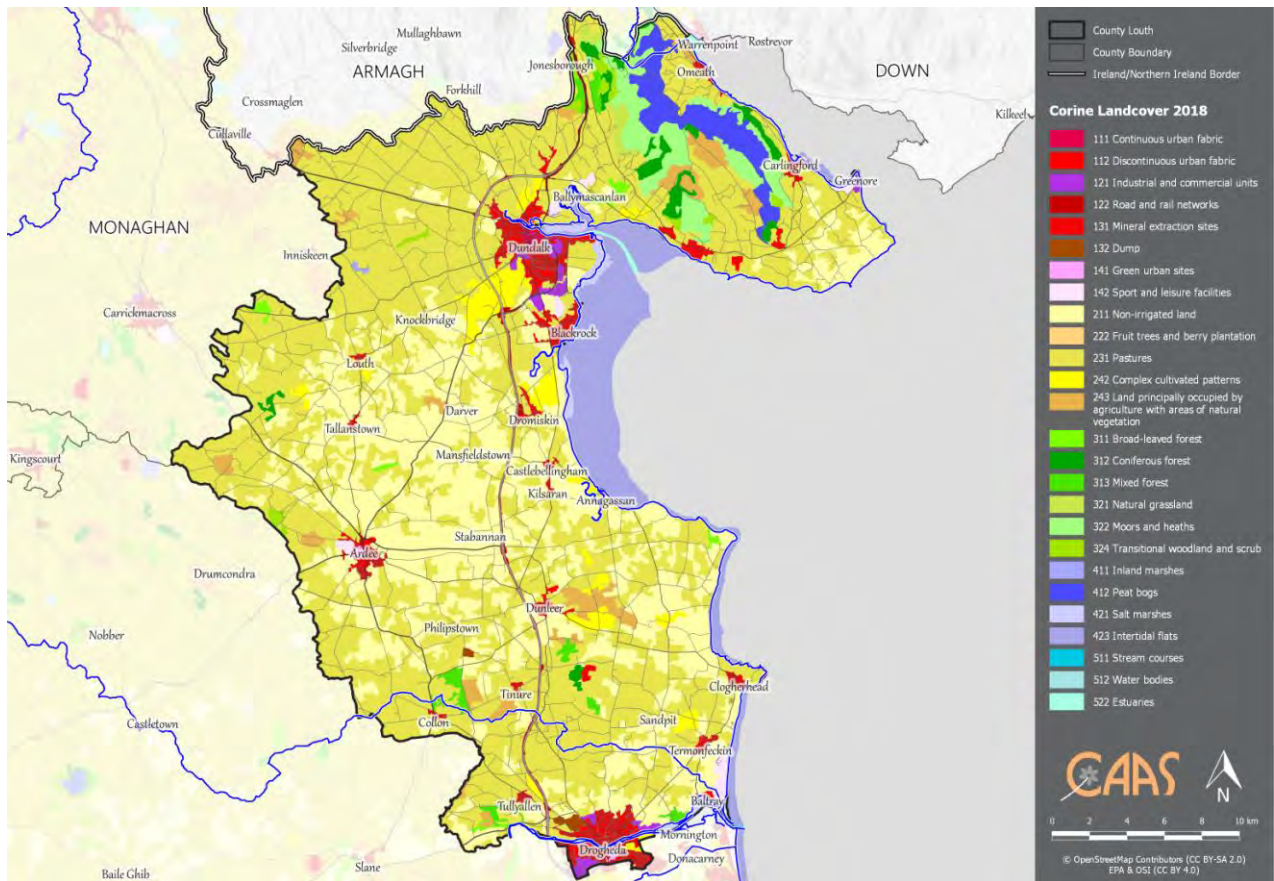 Mullaghbawn
Silverbridge
Warrenpoint
Rostrevor
Jonesborough
ARMAGH
Omeath
DOWN
Forkhill
Crossmaglen
Kilkeel
Cullaville
Carlingford
Greenore
Ballymascanlan
MONAGHAN
Dundalk
Inniskeen
Carrickmacross
Knockbridge
Blackrock
Louth
Darver
Dromiskin
Tallanstown
Mansfieldstown
Kingscourt
Castlebellingham
Kilsaran
Annagassan
Stabannan
Ardee
Drumcondra
Dunleer
Philipstown
Nobber
Clogherhead
Tinure
Castletown
Collon
Sandpit
Termonfeckin
Tullyallen
Baltray
Mornington
Drogheda
Donacarney
Slane
Baile Ghib
County Louth
County Boundary
Ireland/Northern Ireland Border
Corine Landcover 2018
111 Continuous urban fabric
112 Discontinuous urban fabric
121 Industrial and commercial units
122 Road and rail networks
131 Mineral extraction sites
132 Dump
141 Green urban sites
142 Sport and leisure facilities
211 Non-irrigated land
222 Fruit trees and berry plantation
231 Pastures
242 Complex cultivated patterns
243 Land principally occupied by
agriculture with areas of natural
vegetation
311 Broad-leaved forest
312 Coniferous forest
313 Mixed forest
321 Natural grassland
322 Moors and heaths
324 Transitional woodland and scrub
411 Inland marshes
412 Peat bogs
421 Salt marshes
423 Intertidal flats
511 Stream courses
512 Water bodies
522 Estuaries
CAAS
N
0 2 4 6 8 10 km
© OpenStreetMap Contributors (CC BY-SA 2.0)
EPA & OSI (CC BY 4.0)